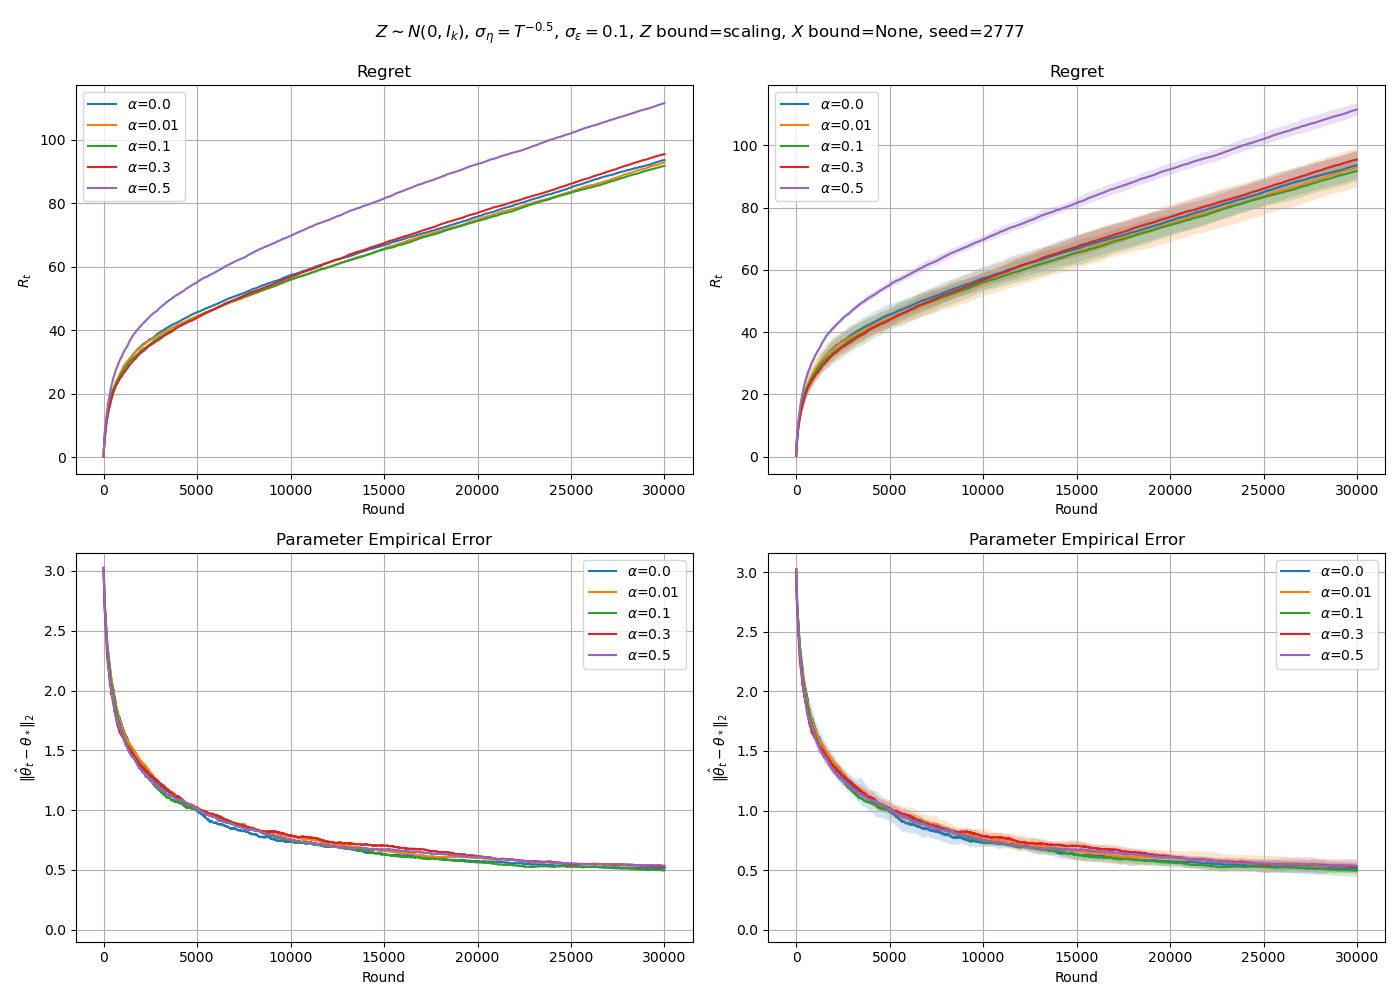 Z ∼ N(0, I_k), σ_η = T^{−0.5}, σ_ε = 0.1, Z bound=scaling, X bound=None, seed=2777
Regret
α=0.0
α=0.01
α=0.1
α=0.3
α=0.5
R_t
100
80
60
40
20
0
0 5000 10000 15000 20000 25000 30000
Round
Regret
α=0.0
α=0.01
α=0.1
α=0.3
α=0.5
R_t
100
80
60
40
20
0
0 5000 10000 15000 20000 25000 30000
Round
Parameter Empirical Error
α=0.0
α=0.01
α=0.1
α=0.3
α=0.5
‖θ̂_t − θ_*‖_2
3.0
2.5
2.0
1.5
1.0
0.5
0.0
0 5000 10000 15000 20000 25000 30000
Round
Parameter Empirical Error
α=0.0
α=0.01
α=0.1
α=0.3
α=0.5
‖θ̂_t − θ_*‖_2
3.0
2.5
2.0
1.5
1.0
0.5
0.0
0 5000 10000 15000 20000 25000 30000
Round